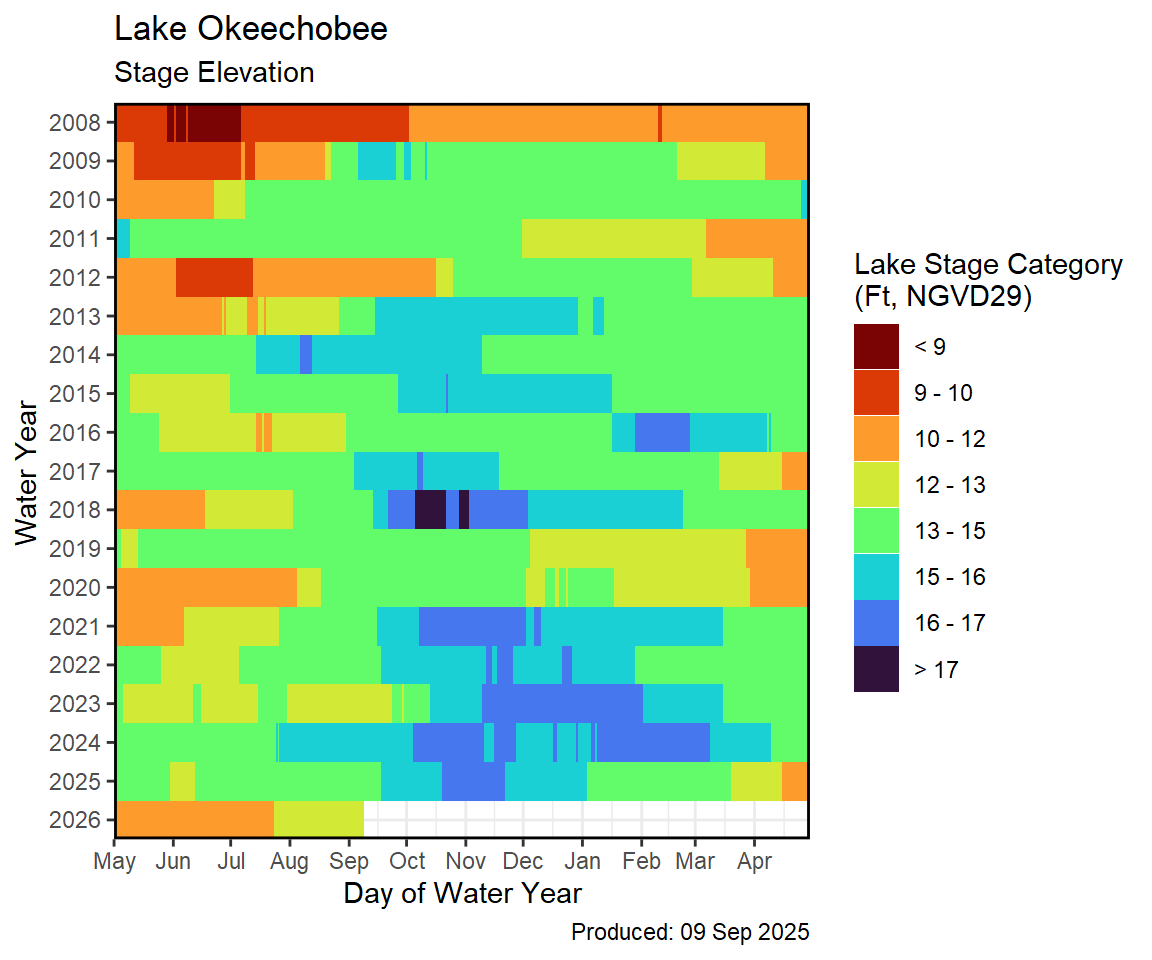 Lake Okeechobee
Stage Elevation
2008
2009
2010
2011
2012
2013
2014
2015
2016
2017
2018
2019
2020
2021
2022
2023
2024
2025
2026
Water Year
May Jun Jul Aug Sep Oct Nov Dec Jan Feb Mar Apr
Day of Water Year
Lake Stage Category
(Ft, NGVD29)
< 9
9 - 10
10 - 12
12 - 13
13 - 15
15 - 16
16 - 17
> 17
Produced: 09 Sep 2025